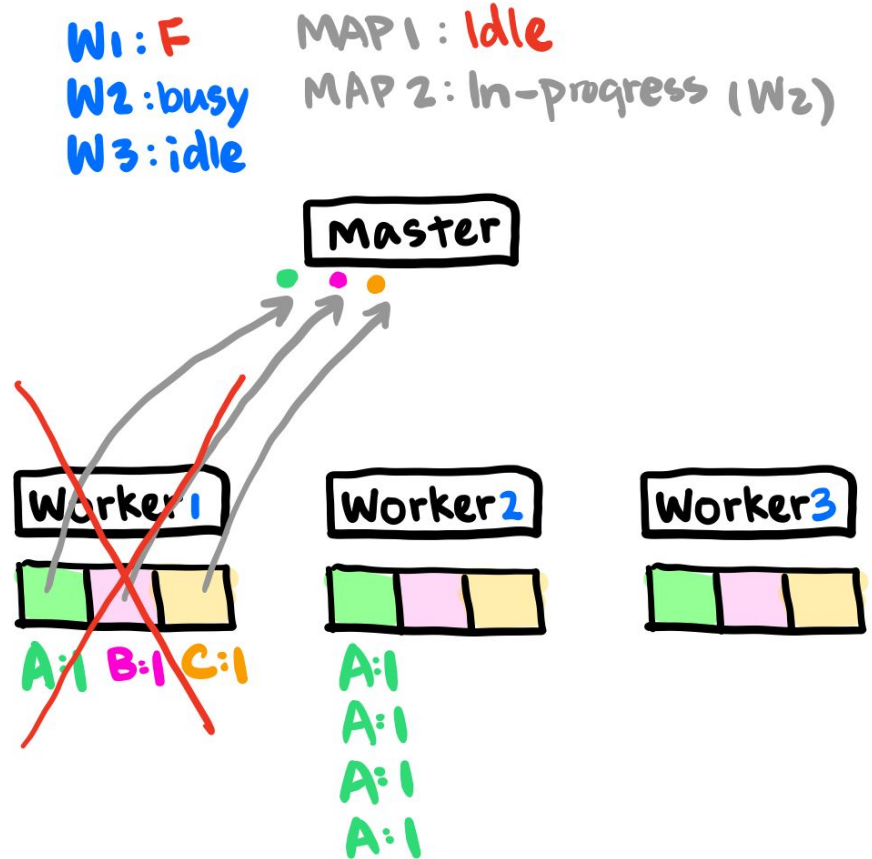 W1: F
W2: busy
W3: idle
MAP 1: Idle
MAP 2: In-progress (W2)
Master
Worker1
Worker2
Worker3
A:1 B:1 C:1
A:1
A:1
A:1
A:1